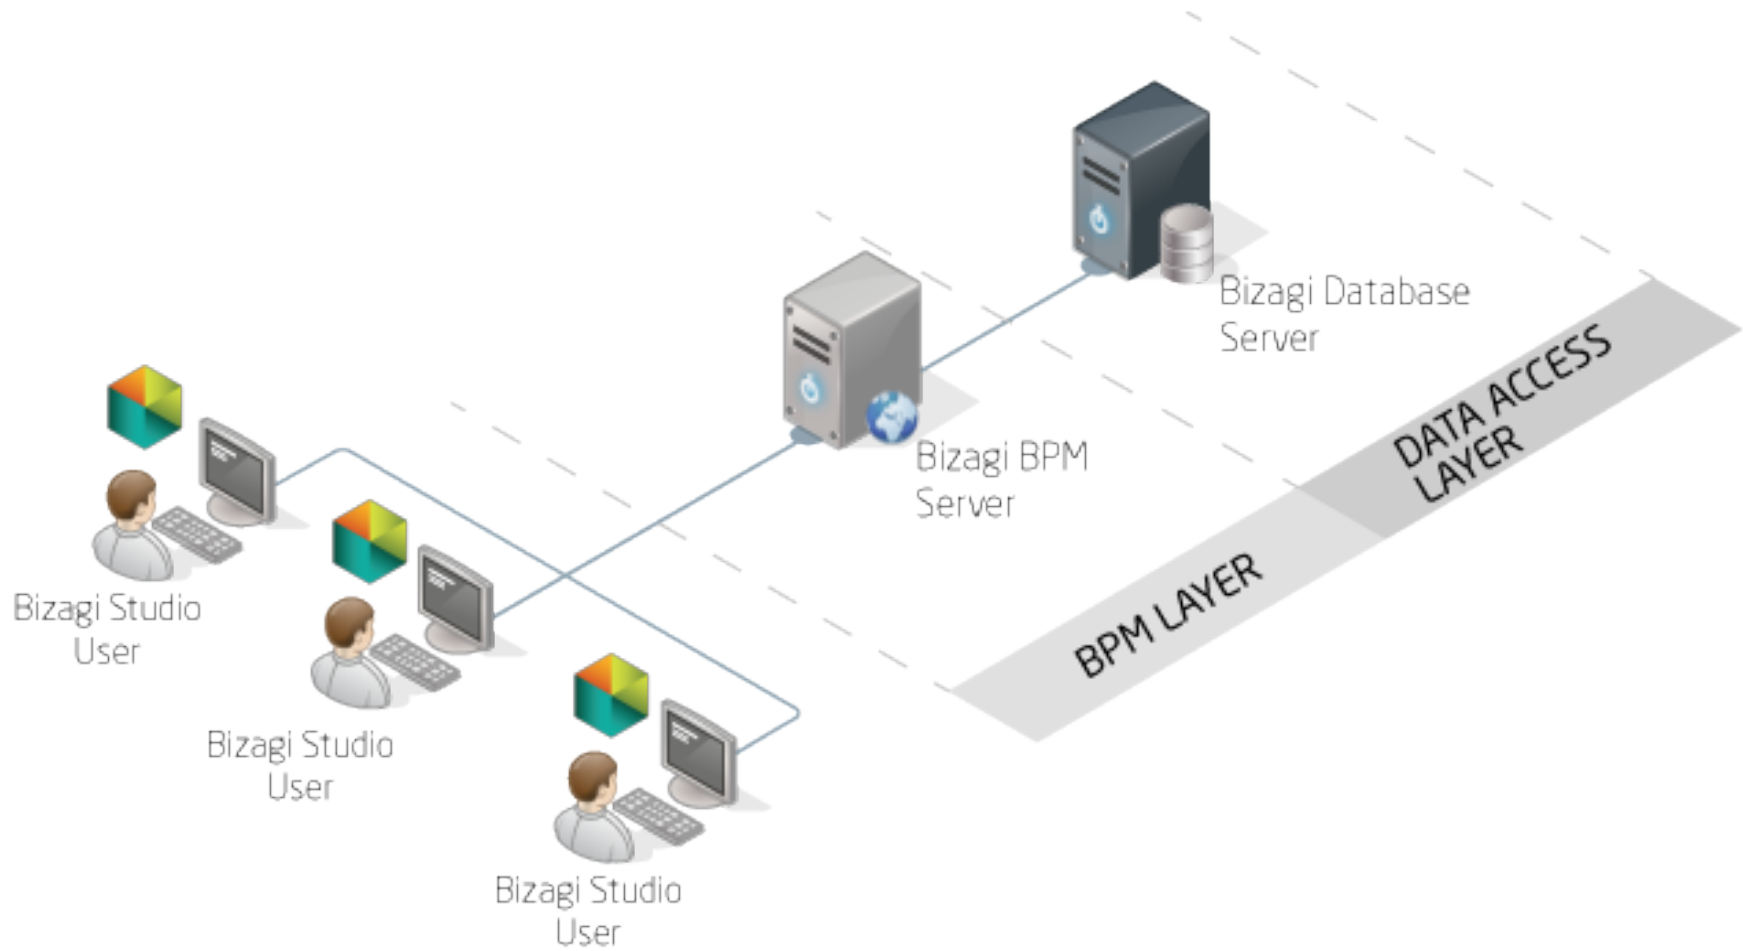 Bizagi Database
Server
DATA ACCESS
LAYER
Bizagi BPM
Server
BPM LAYER
Bizagi Studio
User
Bizagi Studio
User
Bizagi Studio
User